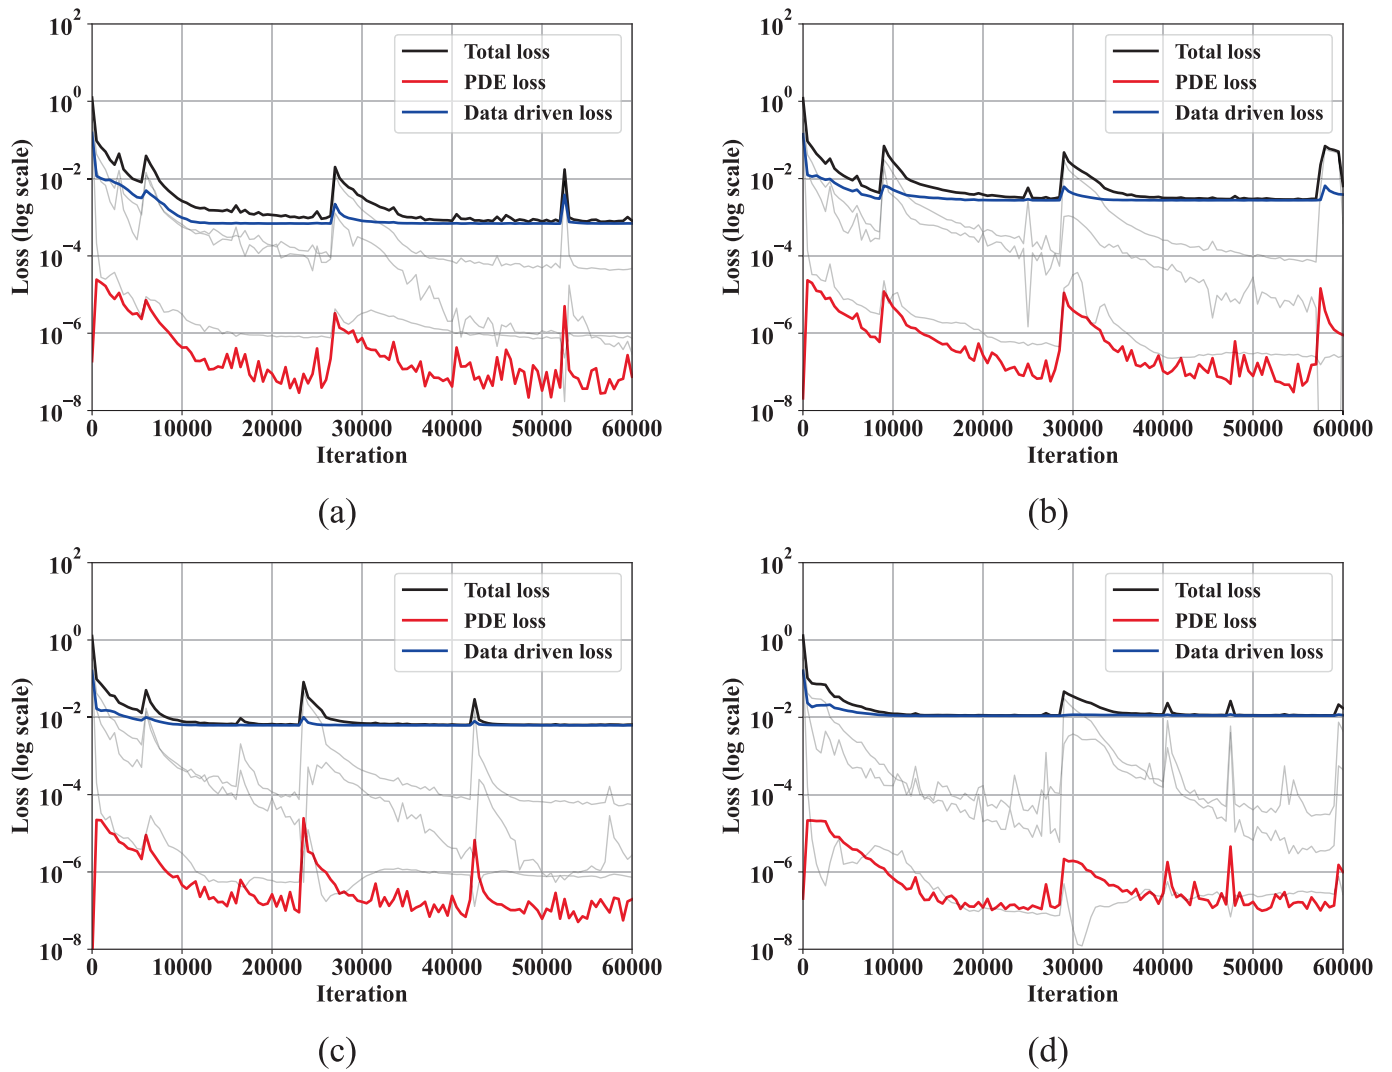 10^2
10^0
10^−2
10^−4
10^−6
10^−8
Loss (log scale)
Total loss
PDE loss
Data driven loss
0 10000 20000 30000 40000 50000 60000
Iteration
(a)
10^2
10^0
10^−2
10^−4
10^−6
10^−8
Loss (log scale)
Total loss
PDE loss
Data driven loss
0 10000 20000 30000 40000 50000 60000
Iteration
(b)
10^2
10^0
10^−2
10^−4
10^−6
10^−8
Loss (log scale)
Total loss
PDE loss
Data driven loss
0 10000 20000 30000 40000 50000 60000
Iteration
(c)
10^2
10^0
10^−2
10^−4
10^−6
10^−8
Loss (log scale)
Total loss
PDE loss
Data driven loss
0 10000 20000 30000 40000 50000 60000
Iteration
(d)